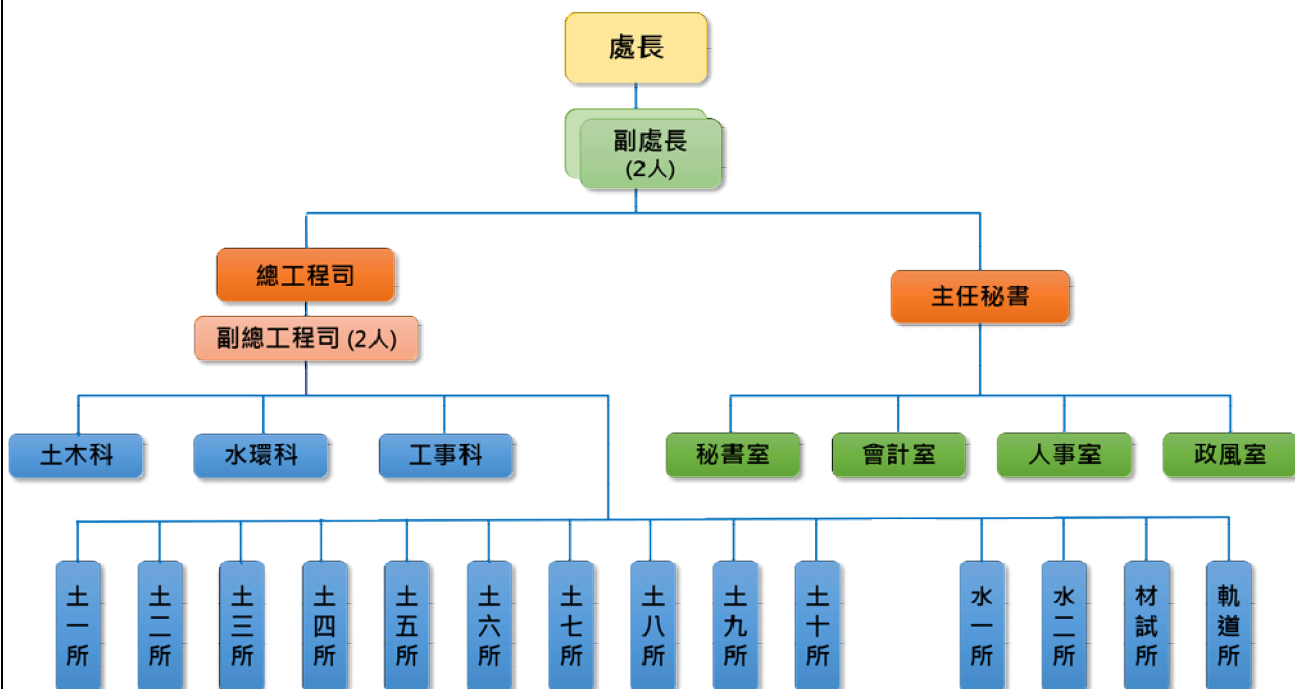 處長
副處長
(2人)
總工程司
主任秘書
副總工程司 (2人)
土木科
水環科
工事科
秘書室
會計室
人事室
政風室
土一所
土二所
土三所
土四所
土五所
土六所
土七所
土八所
土九所
土十所
水一所
水二所
材試所
軌道所